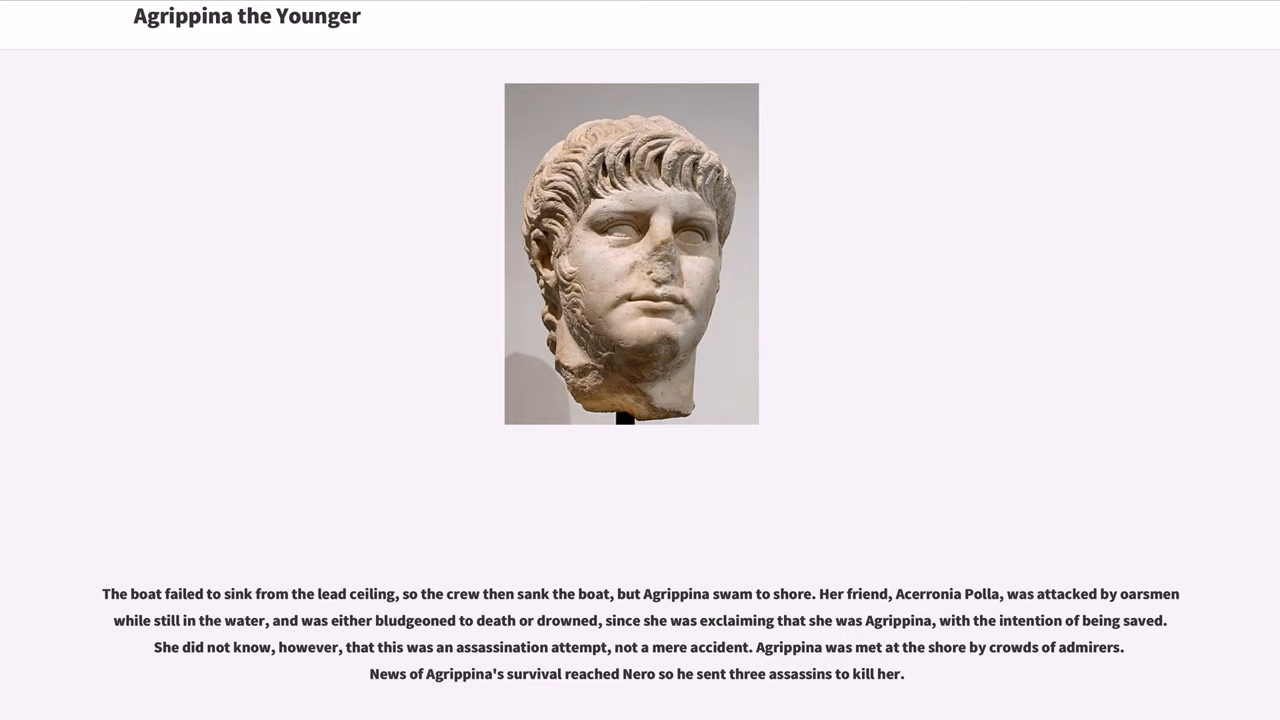 Agrippina the Younger
The boat failed to sink from the lead ceiling, so the crew then sank the boat, but Agrippina swam to shore. Her friend, Acerronia Polla, was attacked by oarsmen
while still in the water, and was either bludgeoned to death or drowned, since she was exclaiming that she was Agrippina, with the intention of being saved.
She did not know, however, that this was an assassination attempt, not a mere accident. Agrippina was met at the shore by crowds of admirers.
News of Agrippina's survival reached Nero so he sent three assassins to kill her.